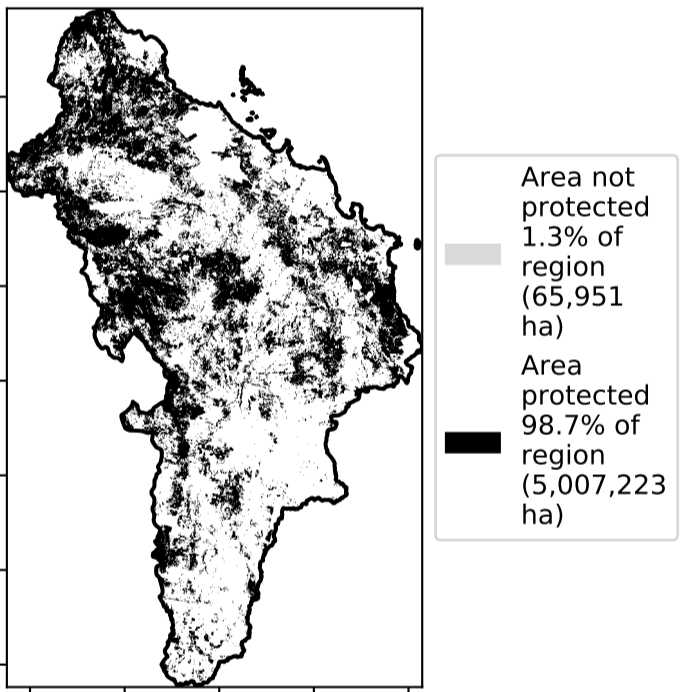 Area not
protected
1.3% of
region
(65,951
ha)
Area
protected
98.7% of
region
(5,007,223
ha)